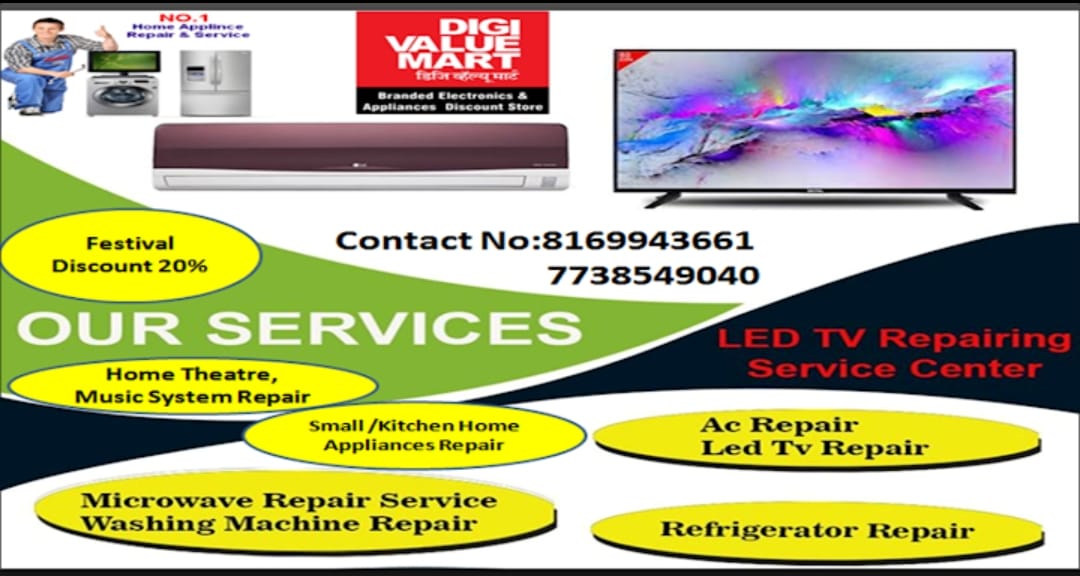 NO.1
Home Applince
Repair & Service
DIGI
VALUE
MART
डिजि व्हॅल्यू मार्ट
Branded Electronics &
Appliances Discount Store
LG
Festival
Discount 20%
Contact No:8169943661
7738549040
OUR SERVICES
LED TV Repairing
Service Center
Home Theatre,
Music System Repair
Small /Kitchen Home
Appliances Repair
Ac Repair
Led Tv Repair
Microwave Repair Service
Washing Machine Repair
Refrigerator Repair